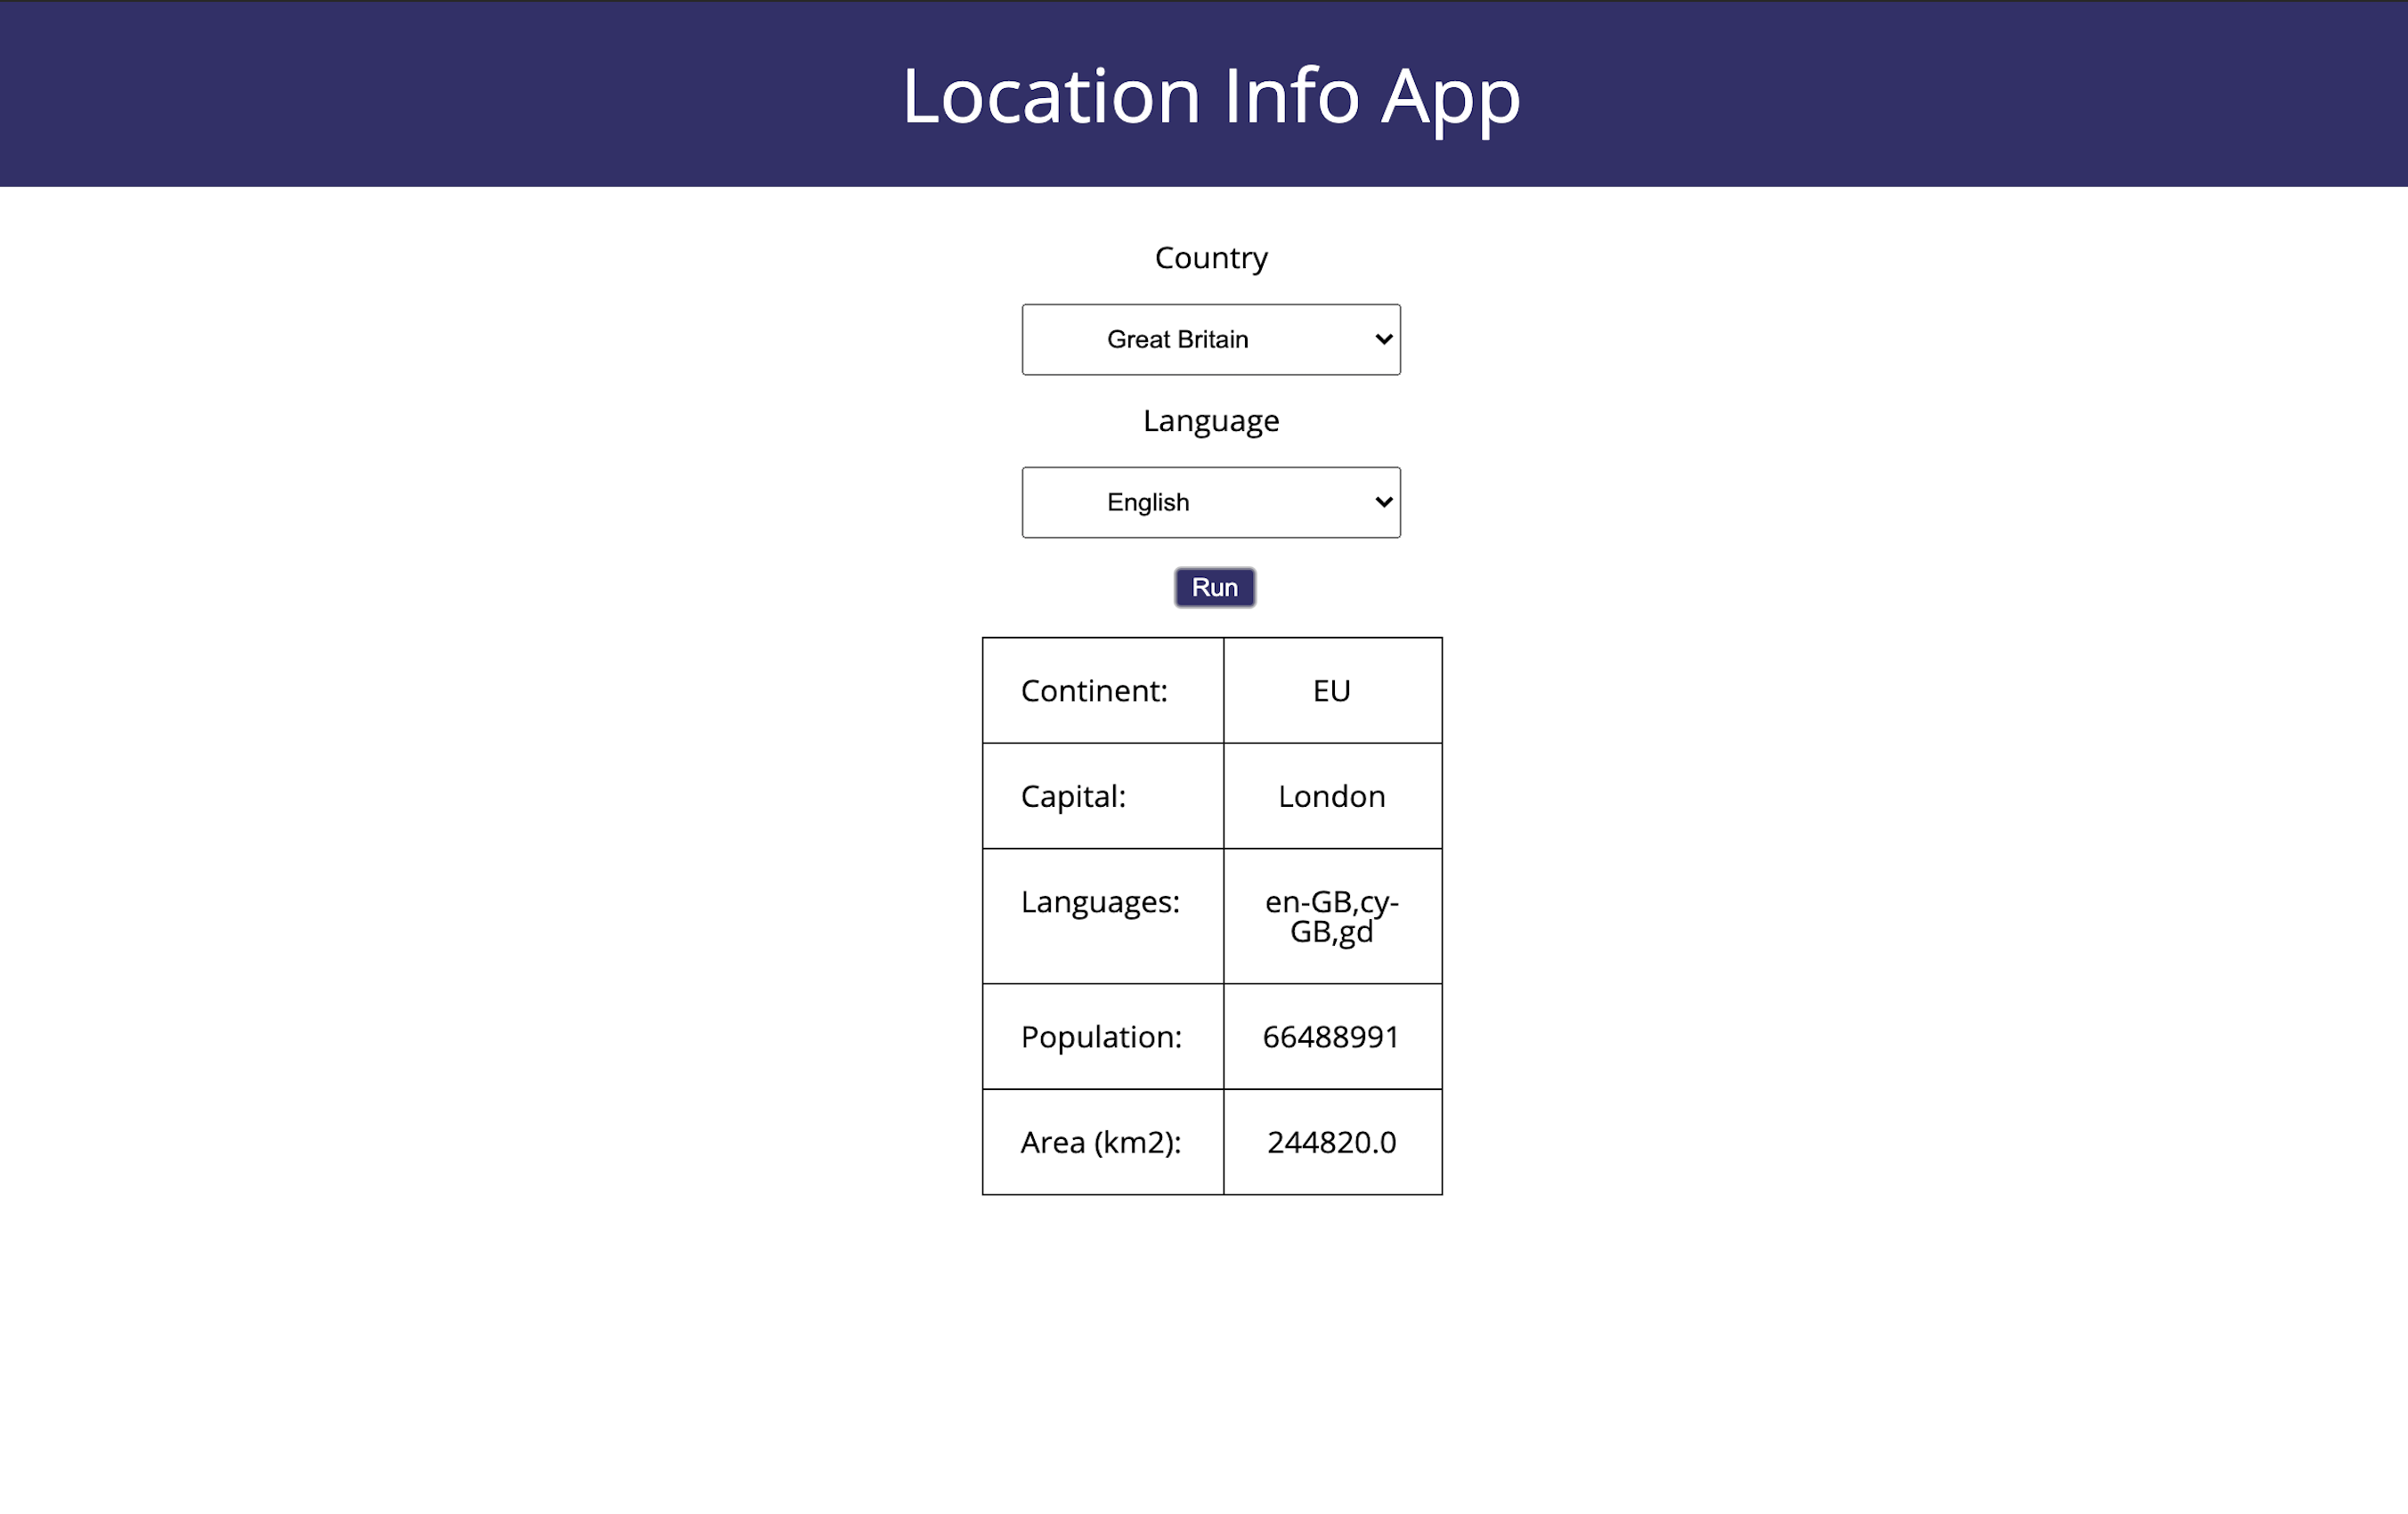 Location Info App
Country
Great Britain
Language
English
Run
Continent: EU
Capital: London
Languages: en-GB,cy-
GB,gd
Population: 66488991
Area (km2): 244820.0